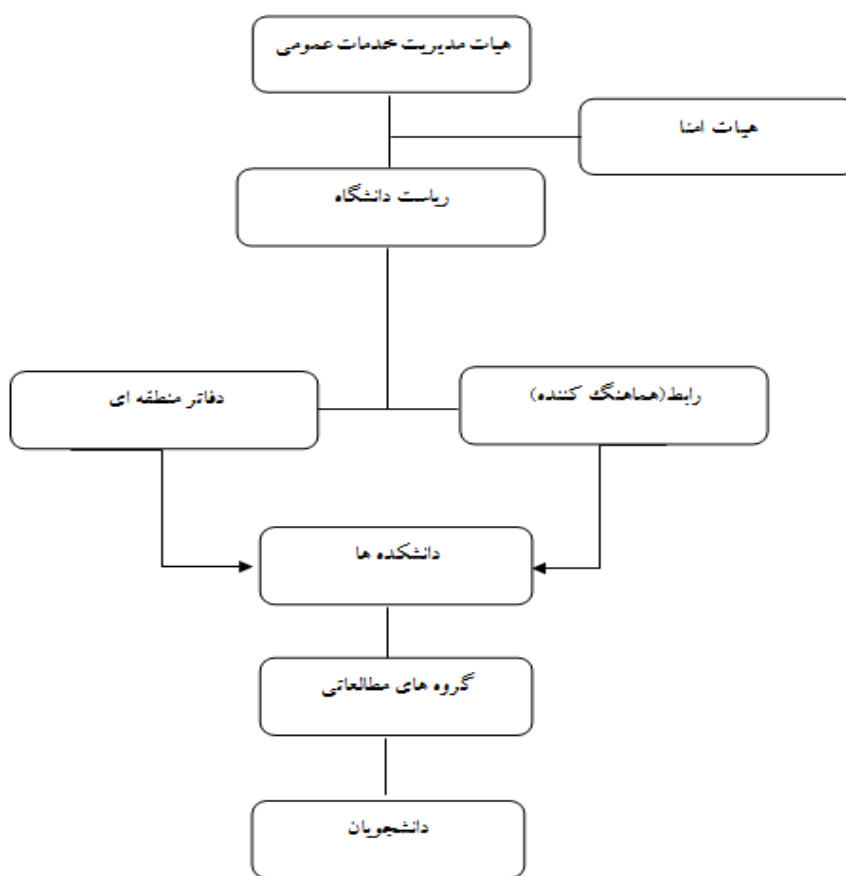 هیات مدیریت خدمات عمومی
هیات امنا
ریاست دانشگاه
رابط(هماهنگ کننده)
دفاتر منطقه ای
دانشکده ها
گروه های مطالعاتی
دانشجویان